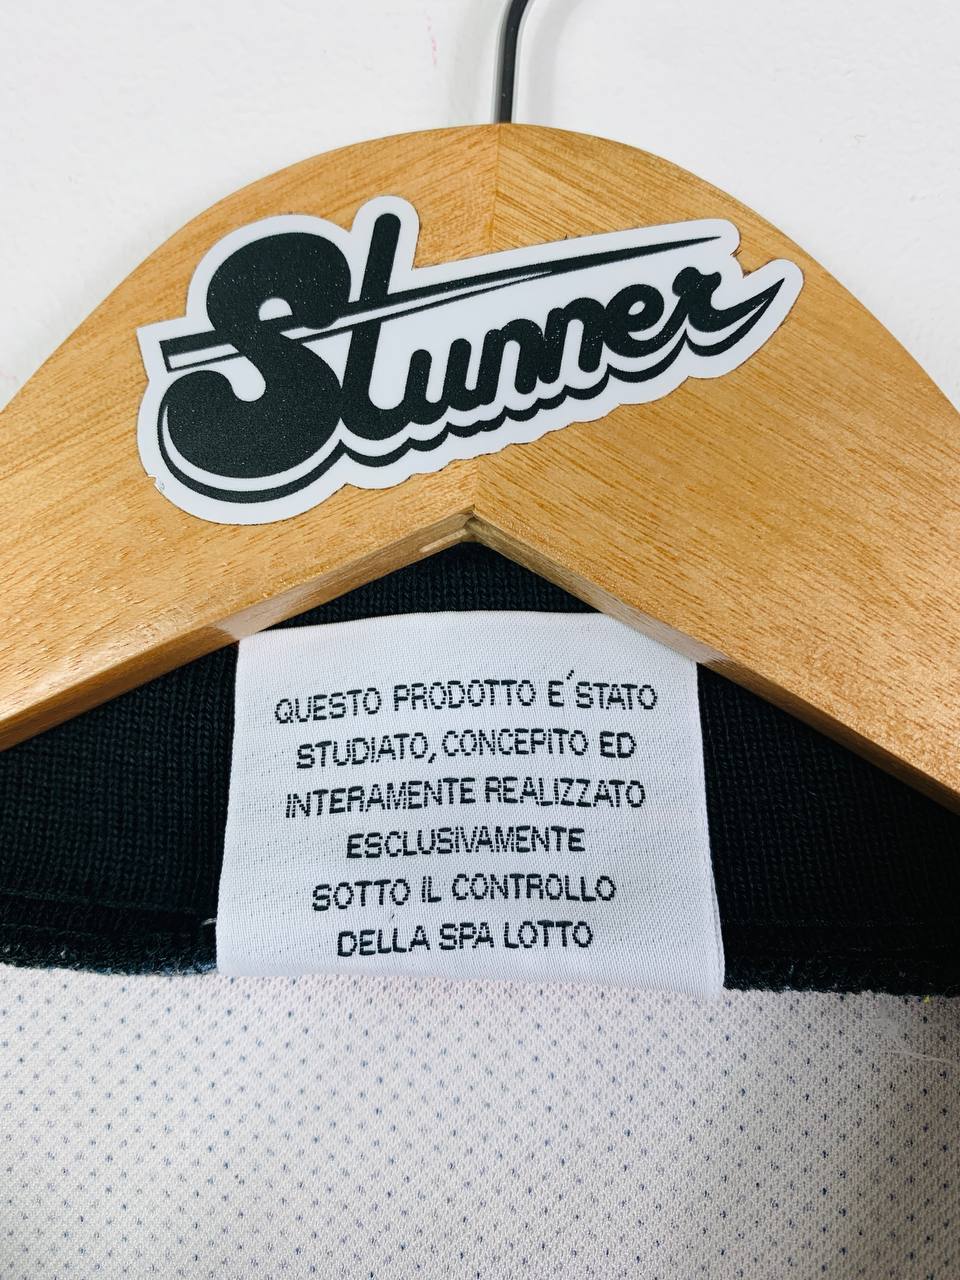 Stunner
QUESTO PRODOTTO E' STATO
STUDIATO, CONCEPITO ED
INTERAMENTE REALIZZATO
ESCLUSIVAMENTE
SOTTO IL CONTROLLO
DELLA SPA LOTTO